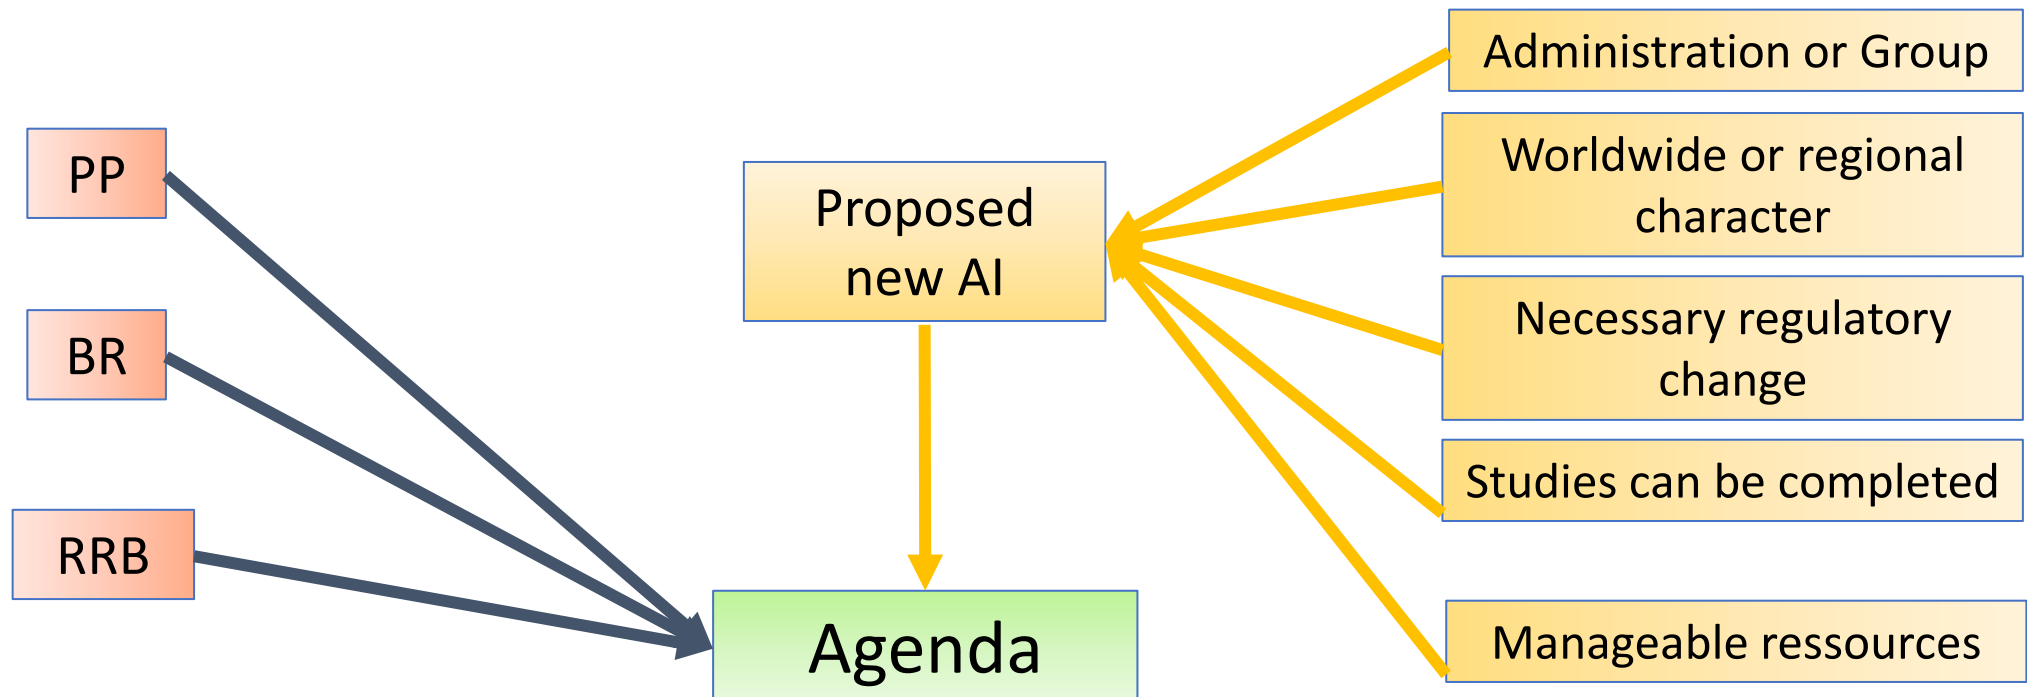 PP
BR
RRB
Proposed
new AI
Agenda
Administration or Group
Worldwide or regional
character
Necessary regulatory
change
Studies can be completed
Manageable ressources